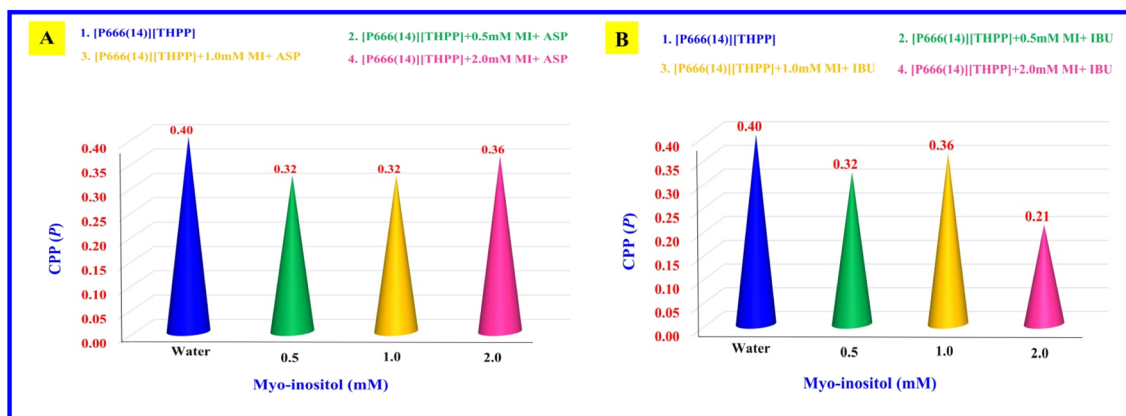 A
1. [P666(14)][THPP]
2. [P666(14)][THPP]+0.5mM MI+ ASP
3. [P666(14)][THPP]+1.0mM MI+ ASP
4. [P666(14)][THPP]+2.0mM MI+ ASP
0.40
0.32
0.32
0.36
0.40
0.35
0.30
0.25
0.20
0.15
0.10
0.05
0.00
CPP (P)
Water
0.5
1.0
2.0
Myo-inositol (mM)
B
1. [P666(14)][THPP]
2. [P666(14)][THPP]+0.5mM MI+ IBU
3. [P666(14)][THPP]+1.0mM MI+ IBU
4. [P666(14)][THPP]+2.0mM MI+ IBU
0.40
0.32
0.36
0.21
0.40
0.35
0.30
0.25
0.20
0.15
0.10
0.05
0.00
CPP (P)
Water
0.5
1.0
2.0
Myo-inositol (mM)